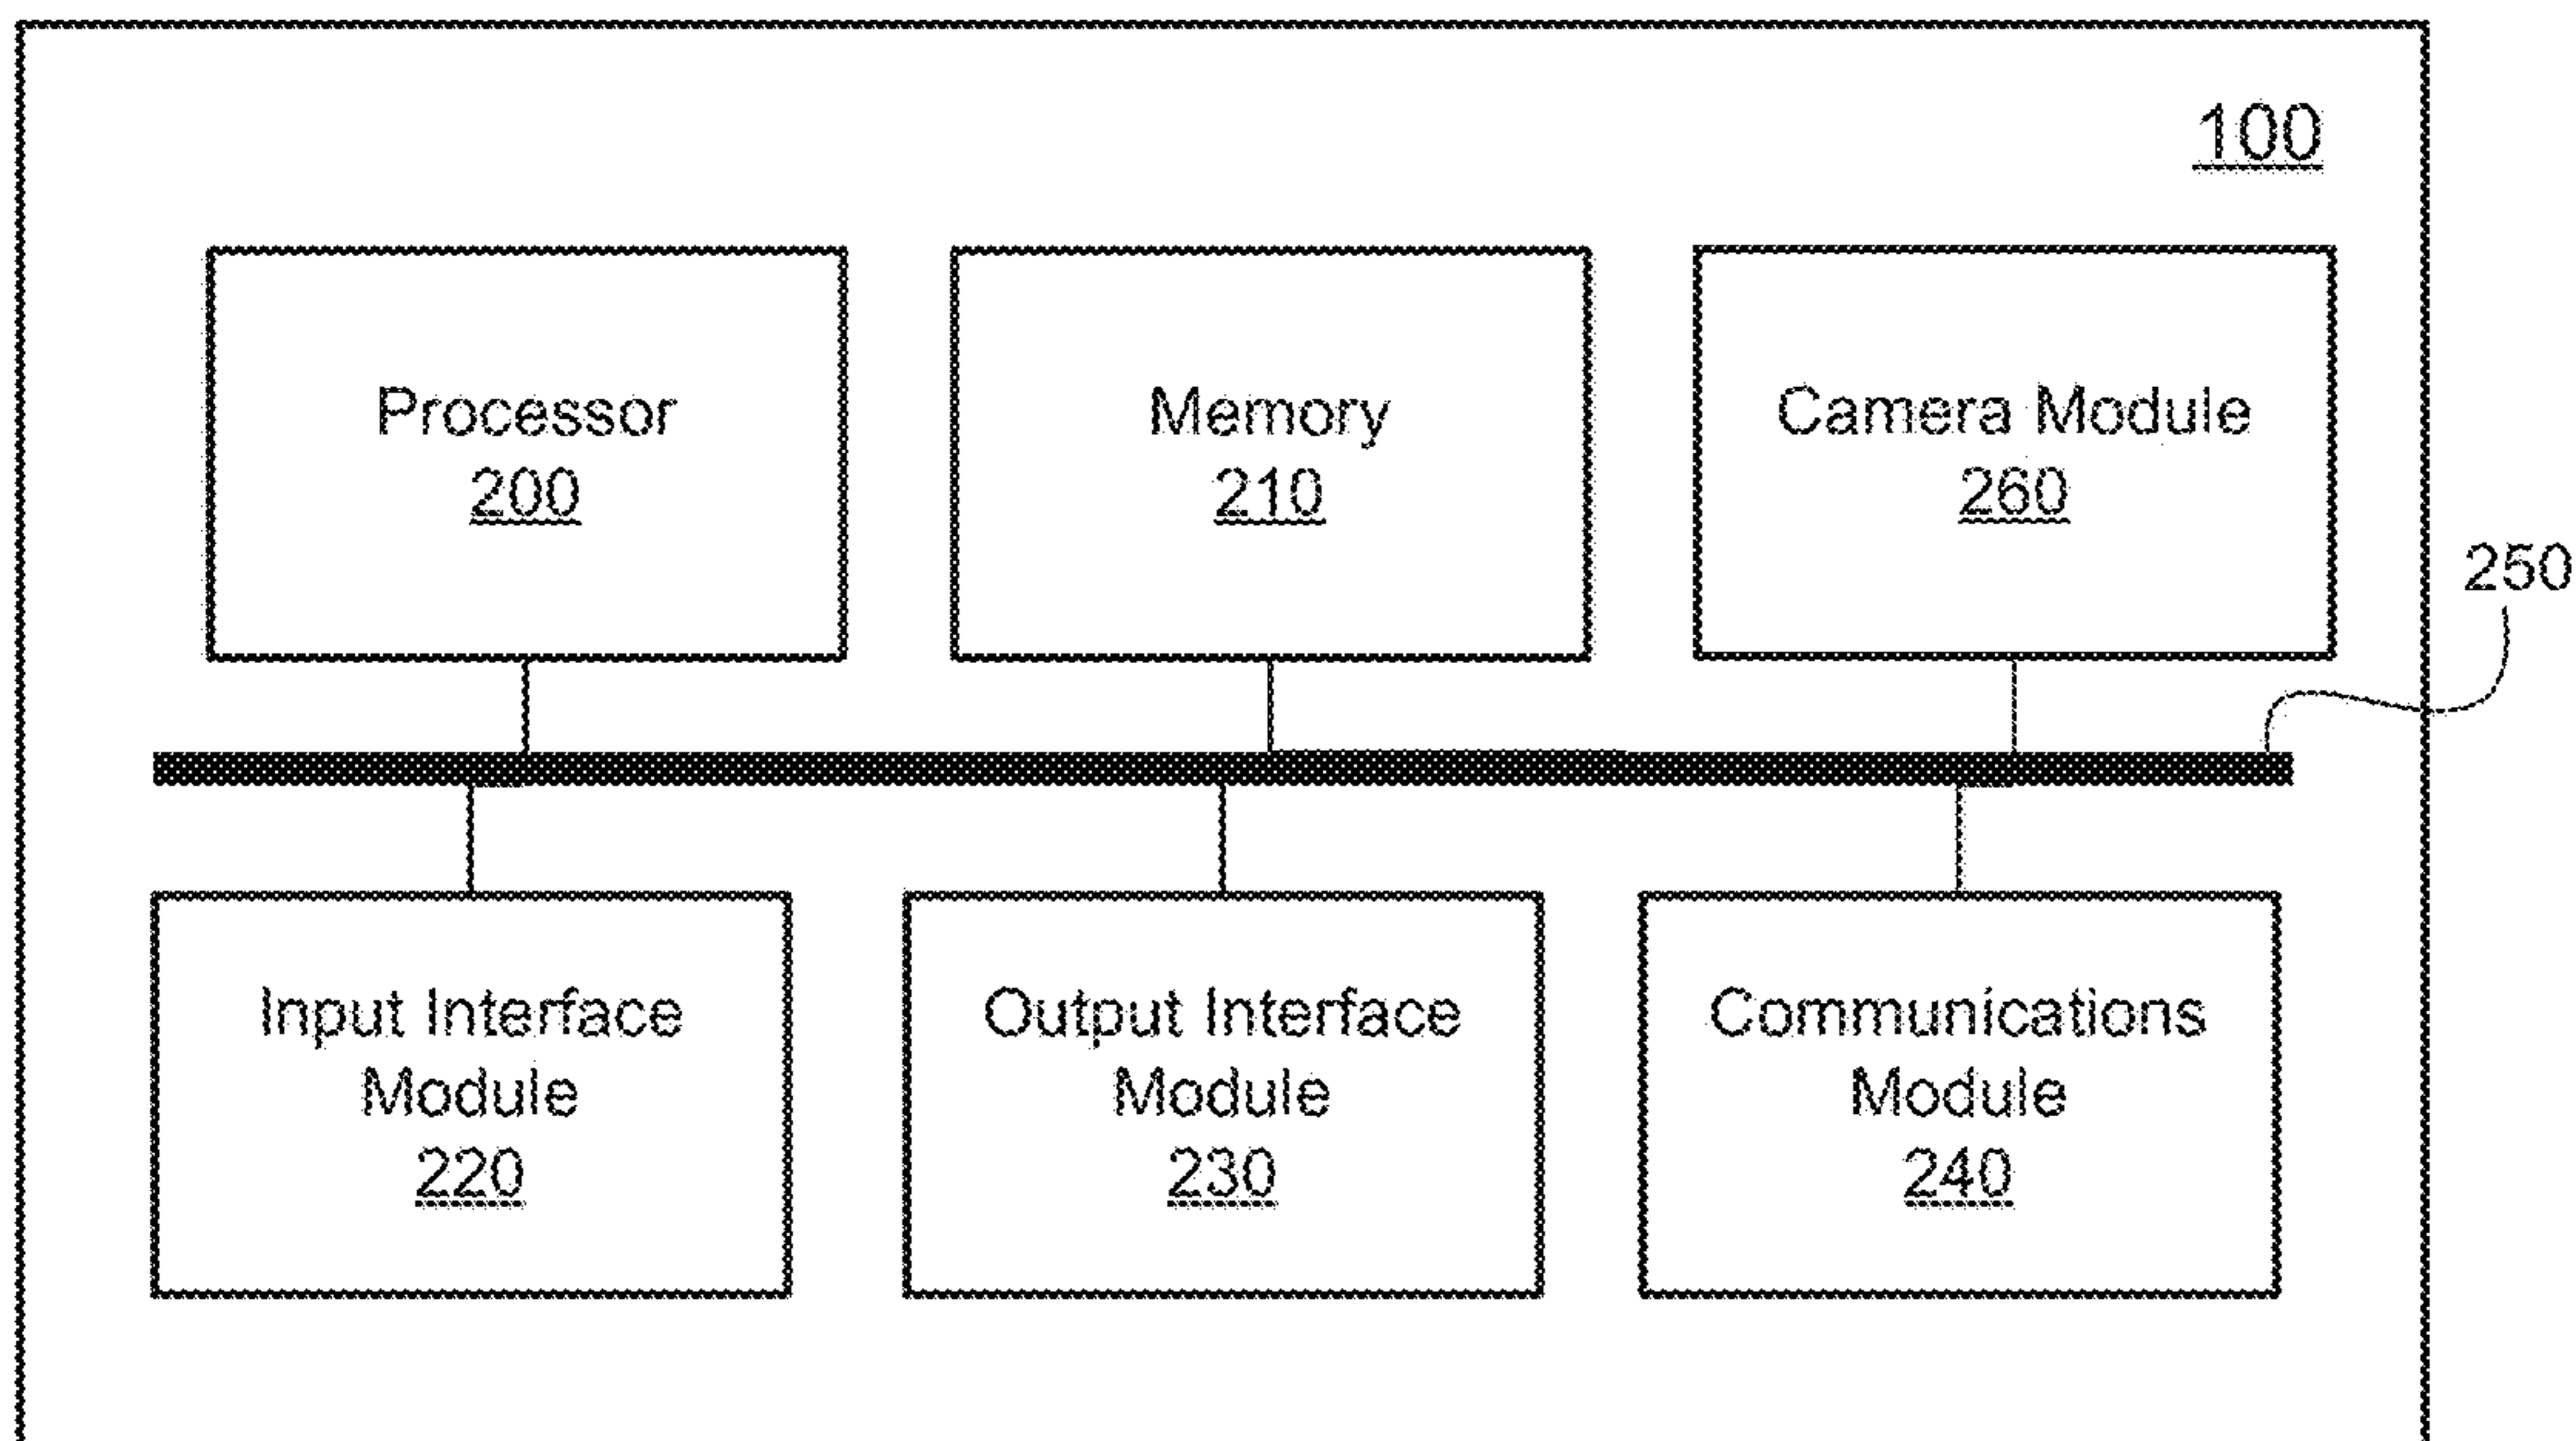 100
Processor
200
Memory
210
Camera Module
260
250
Input Interface
Module
220
Output Interface
Module
230
Communications
Module
240